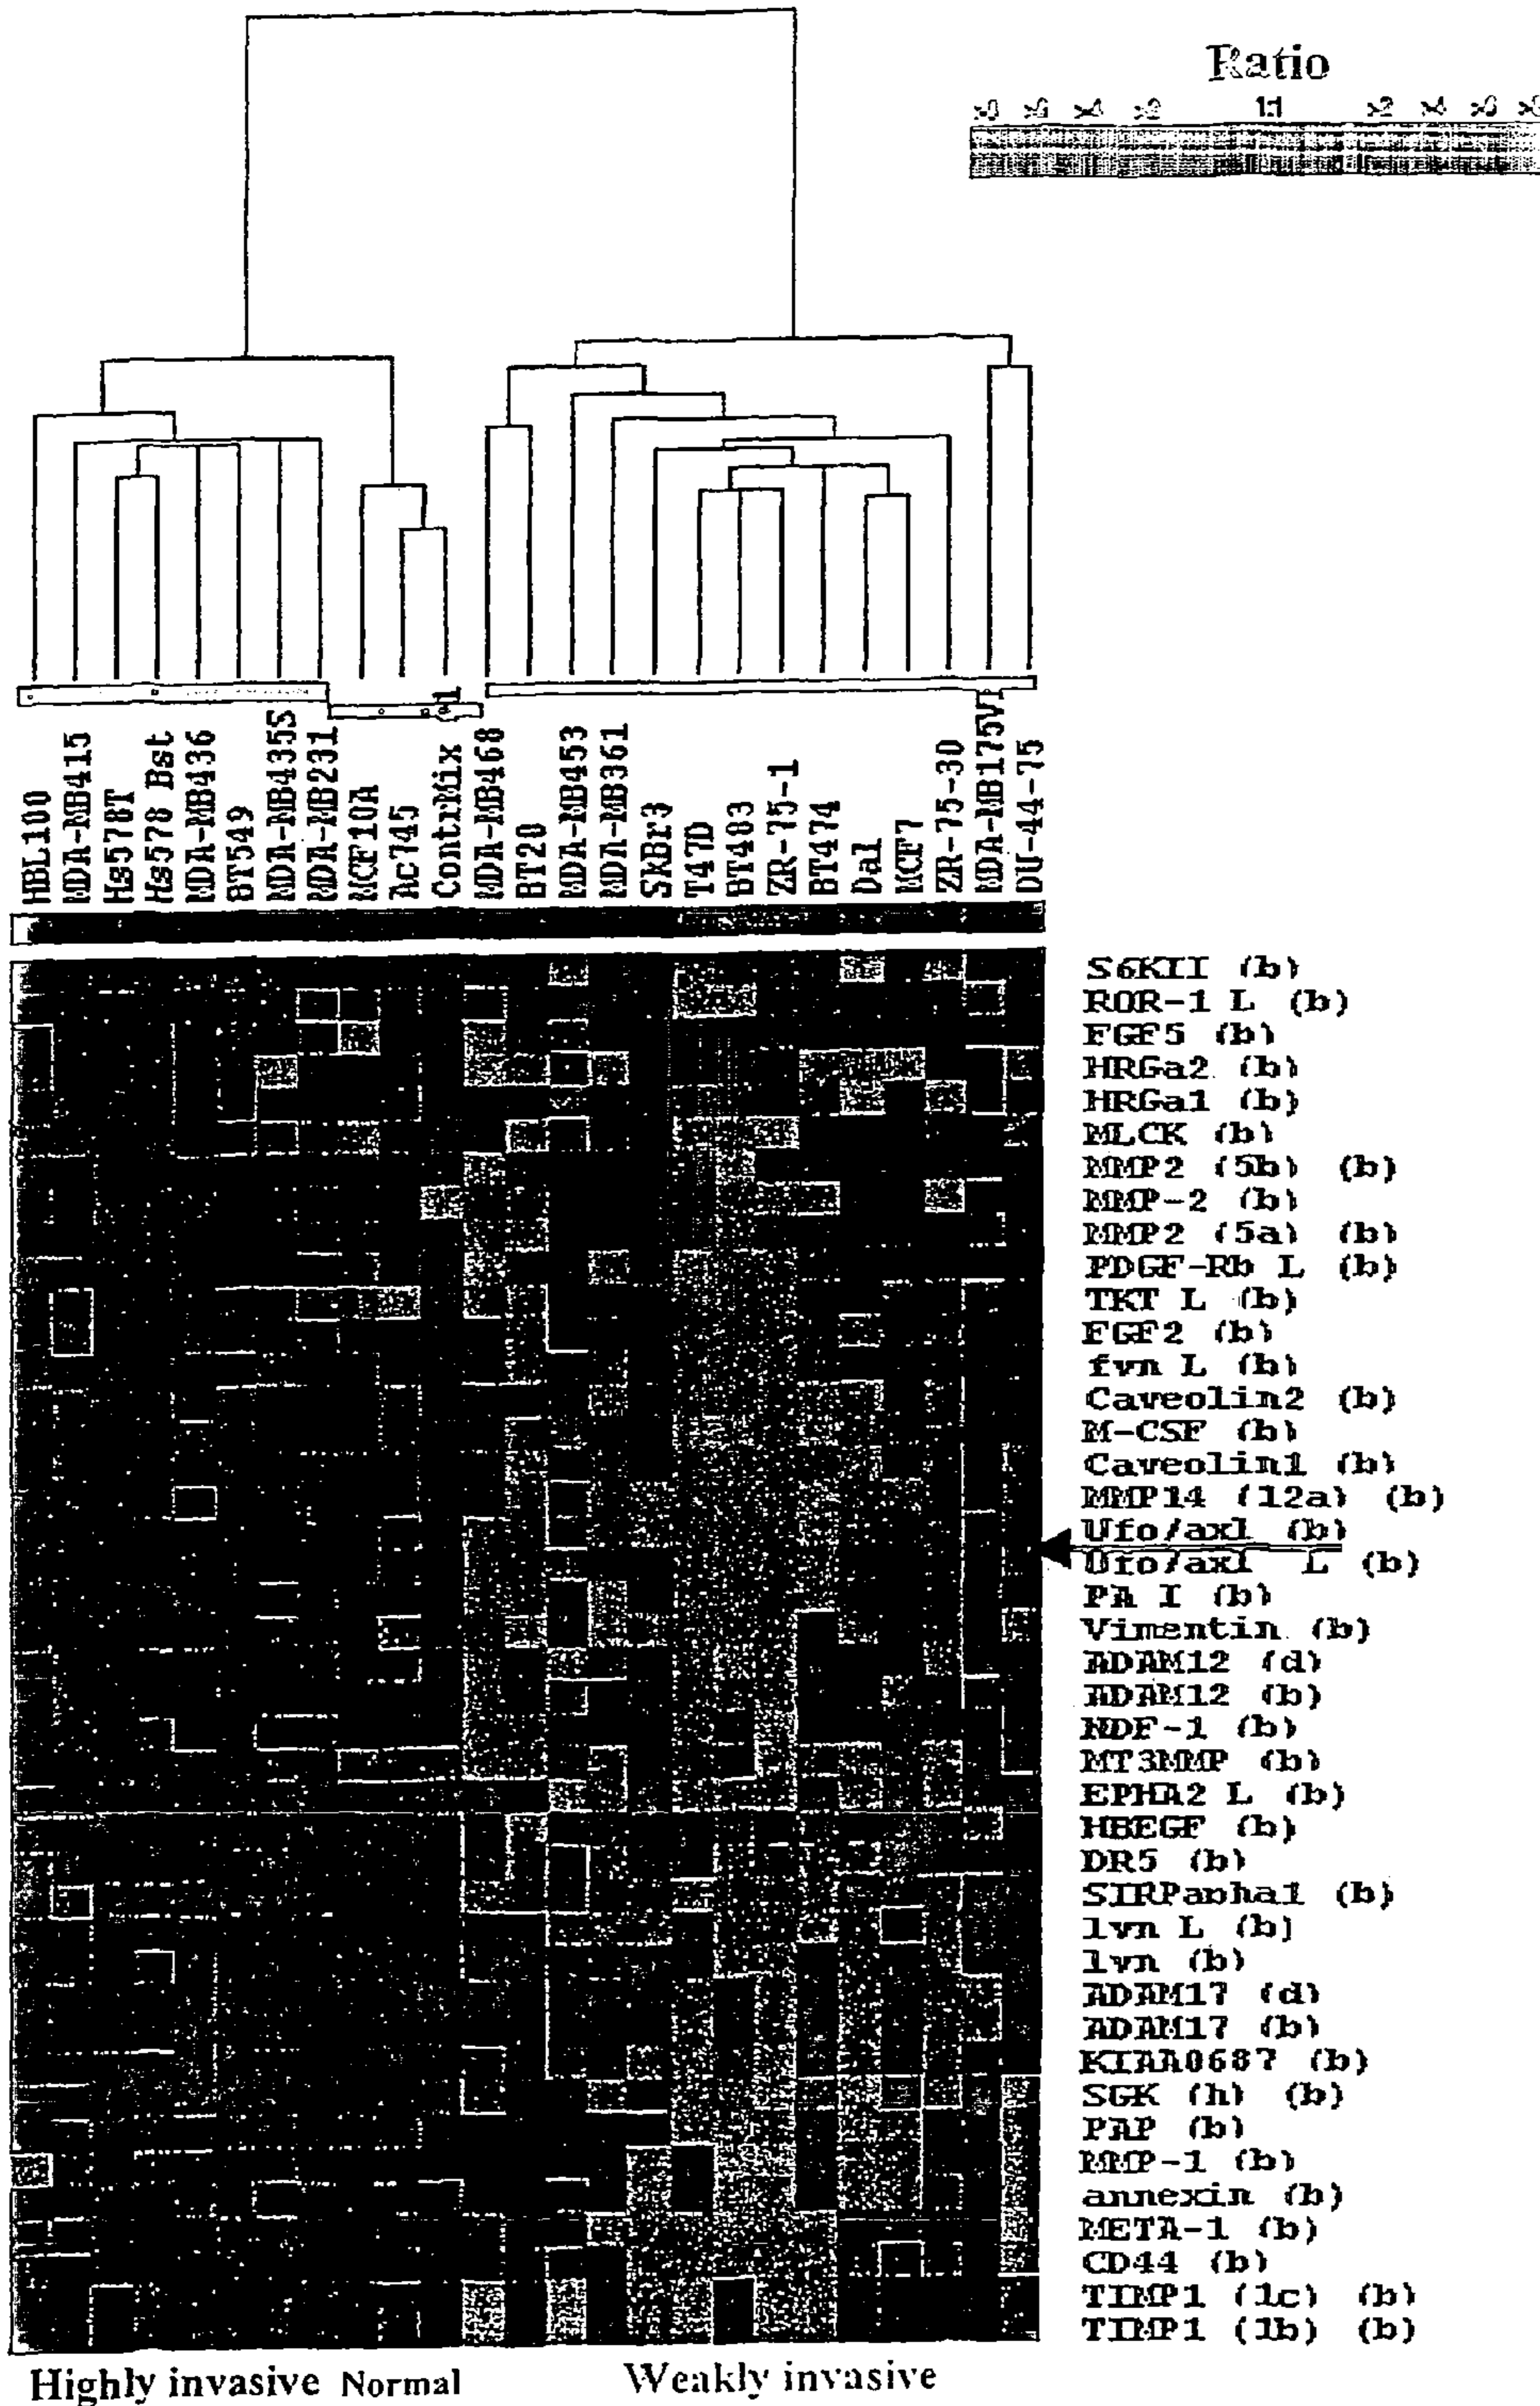 Ratio
1:1
HBL100
MDA-MB415
Hs578T
Hs578 Bst
MDA-MB436
BT549
MDA-MB435S
MDA-MB231
MCF10A
Ac745
ContrMix
MDA-MB468
BT20
MDA-MB453
MDA-MB361
SkBr3
T47D
BT483
ZR-75-1
BT474
Dal
MCF7
ZR-75-30
MDA-MB175V
DU-44-75
S6KII (b)
ROR-1 L (b)
FGF5 (b)
HRGa2 (b)
HRGa1 (b)
MLCK (b)
MMP2 (5b) (b)
MMP-2 (b)
MMP2 (5a) (b)
PDGF-Rb L (b)
TKT L (b)
FGF2 (b)
fyn L (b)
Caveolin2 (b)
M-CSF (b)
Caveolin1 (b)
MMP14 (12a) (b)
Ufo/axl (b)
Ufo/axl L (b)
PA I (b)
Vimentin (b)
ADAM12 (d)
ADAM12 (b)
NDF-1 (b)
MT3MMP (b)
EPHA2 L (b)
HBEGF (b)
DR5 (b)
SIRPapha1 (b)
lyn L (b)
lyn (b)
ADAM17 (d)
ADAM17 (b)
KIAA0687 (b)
SGK (h) (b)
PAP (b)
MMP-1 (b)
annexin (b)
META-1 (b)
CD44 (b)
TIMP1 (1c) (b)
TIMP1 (1b) (b)
Highly invasive Normal Weakly invasive